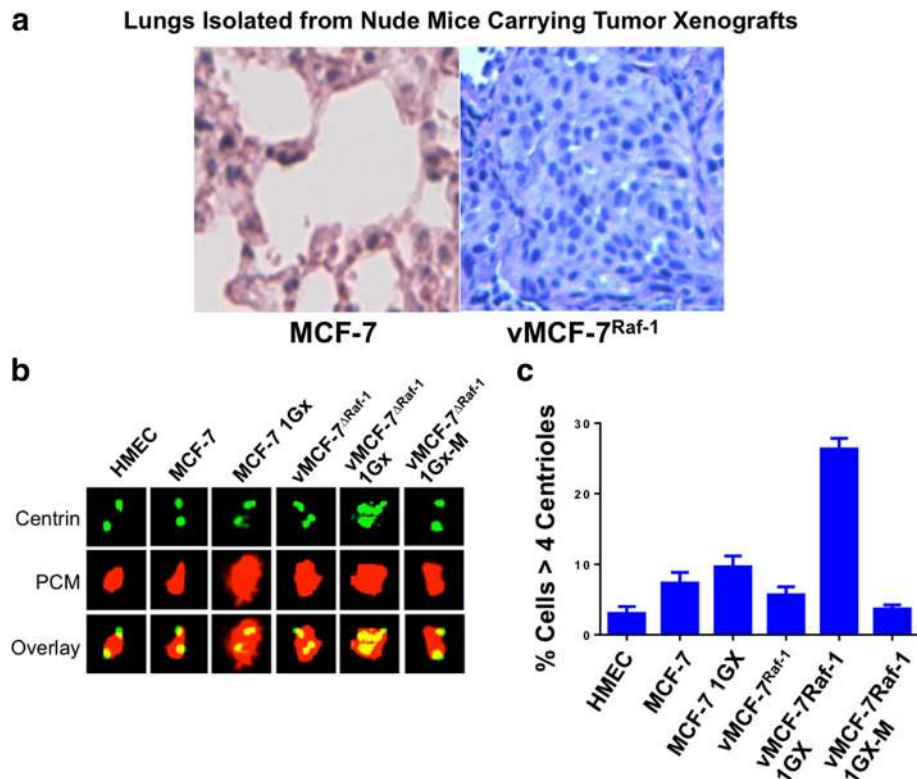 a
Lungs Isolated from Nude Mice Carrying Tumor Xenografts
MCF-7
vMCF-7Raf-1
b
HMEC
MCF-7
MCF-7 1Gx
vMCF-7ΔRaf-1
vMCF-7ΔRaf-1
1Gx
vMCF-7ΔRaf-1
1Gx-M
Centrin
PCM
Overlay
c
% Cells > 4 Centrioles
30
20
10
0
HMEC
MCF-7
MCF-7 1GX
vMCF-7Raf-1
vMCF-7Raf-1
1GX
vMCF-7Raf-1
1GX-M